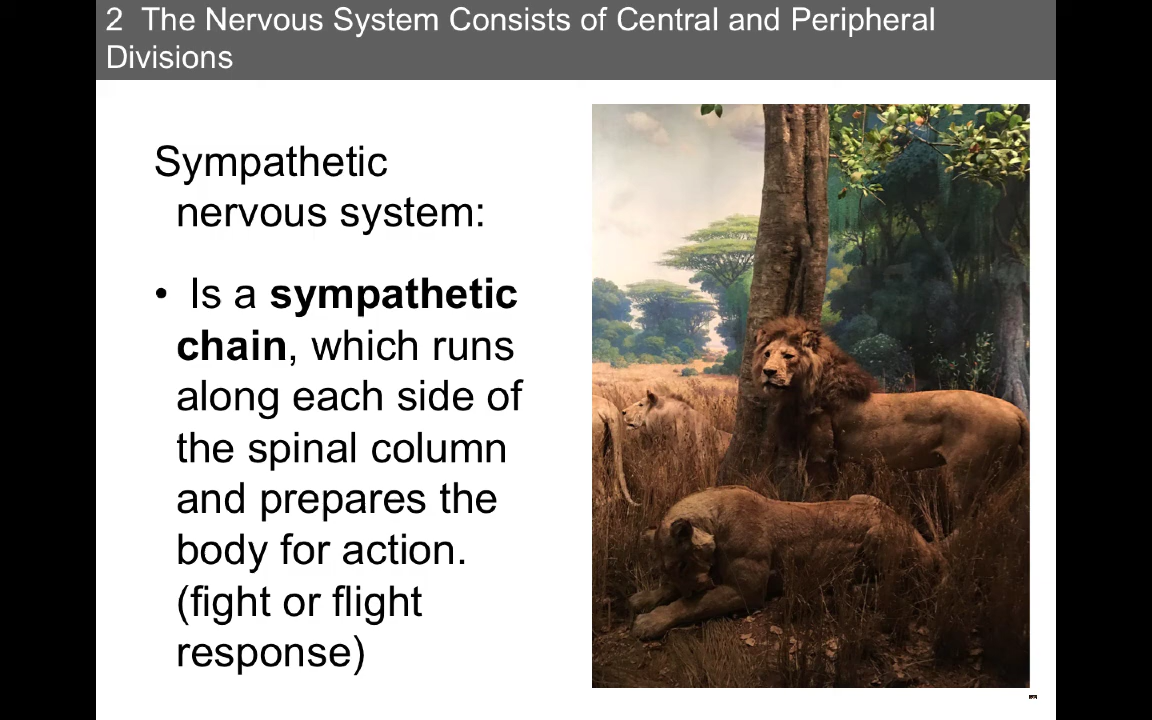 2  The Nervous System Consists of Central and Peripheral
Divisions
Sympathetic
nervous system:
• Is a sympathetic
chain, which runs
along each side of
the spinal column
and prepares the
body for action.
(fight or flight
response)